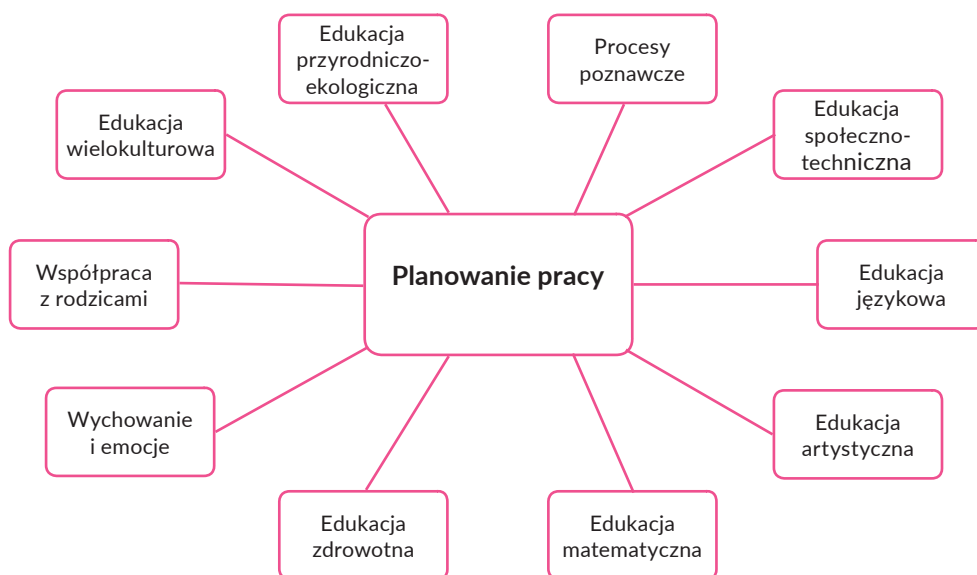 Edukacja
przyrodniczo-
ekologiczna
Procesy
poznawcze
Edukacja
wielokulturowa
Edukacja
społeczno-
techniczna
Współpraca
z rodzicami
Planowanie pracy
Edukacja
językowa
Wychowanie
i emocje
Edukacja
artystyczna
Edukacja
zdrowotna
Edukacja
matematyczna